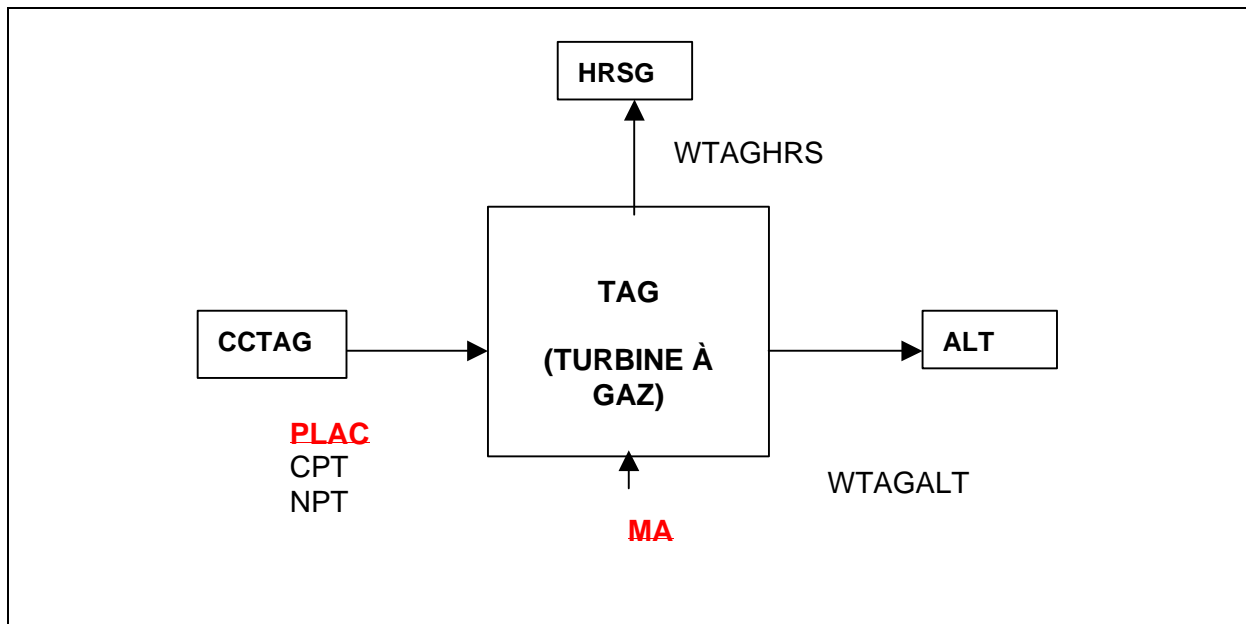 HRSG
WTAGHRS
TAG
(TURBINE À
GAZ)
CCTAG
ALT
PLAC
CPT
NPT
WTAGALT
MA